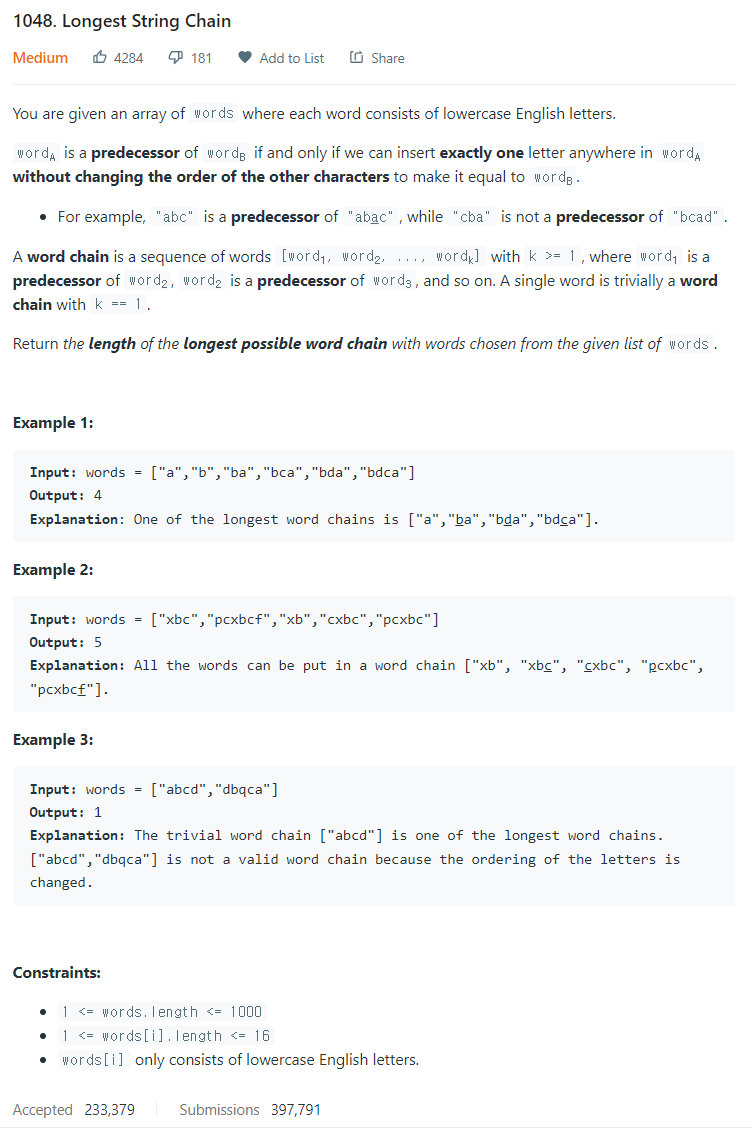 1048. Longest String Chain
Medium 4284 181 Add to List Share
You are given an array of words where each word consists of lowercase English letters.
wordA is a predecessor of wordB if and only if we can insert exactly one letter anywhere in wordA
without changing the order of the other characters to make it equal to wordB.
• For example, "abc" is a predecessor of "abac", while "cba" is not a predecessor of "bcad".
A word chain is a sequence of words [word1, word2, ..., wordk] with k >= 1, where word1 is a
predecessor of word2, word2 is a predecessor of word3, and so on. A single word is trivially a word
chain with k == 1.
Return the length of the longest possible word chain with words chosen from the given list of words.
Example 1:
Input: words = ["a","b","ba","bca","bda","bdca"]
Output: 4
Explanation: One of the longest word chains is ["a","ba","bda","bdca"].
Example 2:
Input: words = ["xbc","pcxbcf","xb","cxbc","pcxbc"]
Output: 5
Explanation: All the words can be put in a word chain ["xb", "xbc", "cxbc", "pcxbc",
"pcxbcf"].
Example 3:
Input: words = ["abcd","dbqca"]
Output: 1
Explanation: The trivial word chain ["abcd"] is one of the longest word chains.
["abcd","dbqca"] is not a valid word chain because the ordering of the letters is
changed.
Constraints:
• 1 <= words.length <= 1000
• 1 <= words[i].length <= 16
• words[i] only consists of lowercase English letters.
Accepted 233,379 Submissions 397,791